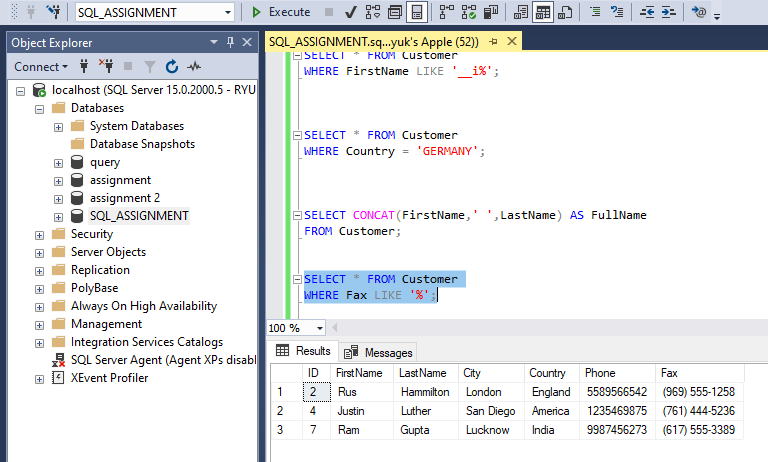 SQL_ASSIGNMENT
Execute
Object Explorer
Connect
localhost (SQL Server 15.0.2000.5 - RYU
Databases
System Databases
Database Snapshots
query
assignment
assignment 2
SQL_ASSIGNMENT
Security
Server Objects
Replication
PolyBase
Always On High Availability
Management
Integration Services Catalogs
SQL Server Agent (Agent XPs disabl
XEvent Profiler
SQL_ASSIGNMENT.sq...yuk's Apple (52))
SELECT * FROM Customer
WHERE FirstName LIKE '__i%';
SELECT * FROM Customer
WHERE Country = 'GERMANY';
SELECT CONCAT(FirstName,' ',LastName) AS FullName
FROM Customer;
SELECT * FROM Customer
WHERE Fax LIKE '%';
100 %
Results Messages
ID FirstName LastName City Country Phone Fax
1 2 Rus Hammilton London England 5589566542 (969) 555-1258
2 4 Justin Luther San Diego America 1235469875 (761) 444-5236
3 7 Ram Gupta Lucknow India 9987456273 (617) 555-3389